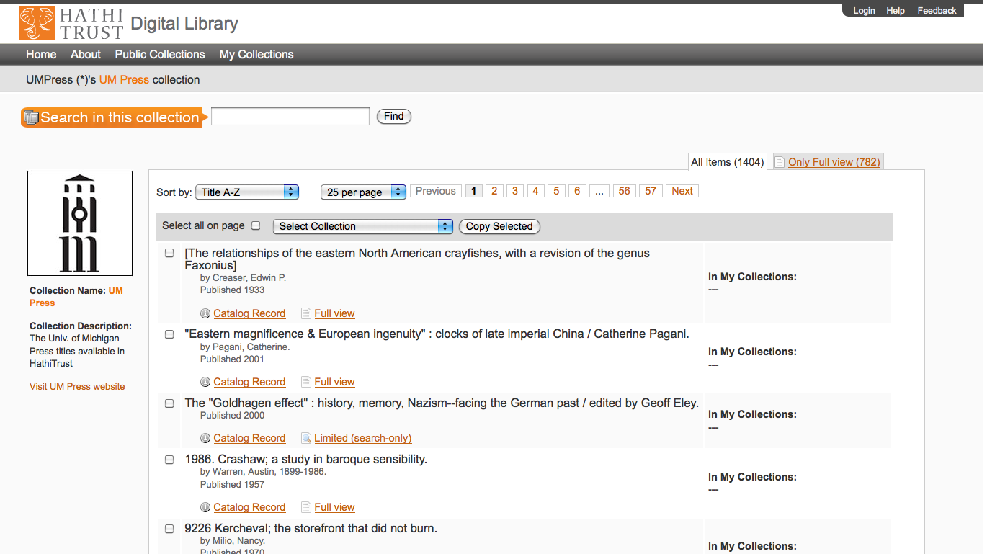 Login Help Feedback
HATHI
TRUST
Digital Library
Home About Public Collections My Collections
UMPress (*)'s UM Press collection
Search in this collection Find
All Items (1404) Only Full view (782)
Sort by: Title A-Z 25 per page Previous 1 2 3 4 5 6 ... 56 57 Next
Select all on page Select Collection Copy Selected
m
Collection Name: UM
Press
Collection Description:
The Univ. of Michigan
Press titles available in
HathiTrust
Visit UM Press website
[The relationships of the eastern North American crayfishes, with a revision of the genus
Faxonius]
by Creaser, Edwin P.
Published 1933
Catalog Record Full view
In My Collections:
---
"Eastern magnificence & European ingenuity" : clocks of late imperial China / Catherine Pagani.
by Pagani, Catherine.
Published 2001
Catalog Record Full view
In My Collections:
---
The "Goldhagen effect" : history, memory, Nazism--facing the German past / edited by Geoff Eley.
Published 2000
Catalog Record Limited (search-only)
In My Collections:
---
1986. Crashaw; a study in baroque sensibility.
by Warren, Austin, 1899-1986.
Published 1957
Catalog Record Full view
In My Collections:
---
9226 Kercheval; the storefront that did not burn.
by Milio, Nancy.
Published 1970
In My Collections: